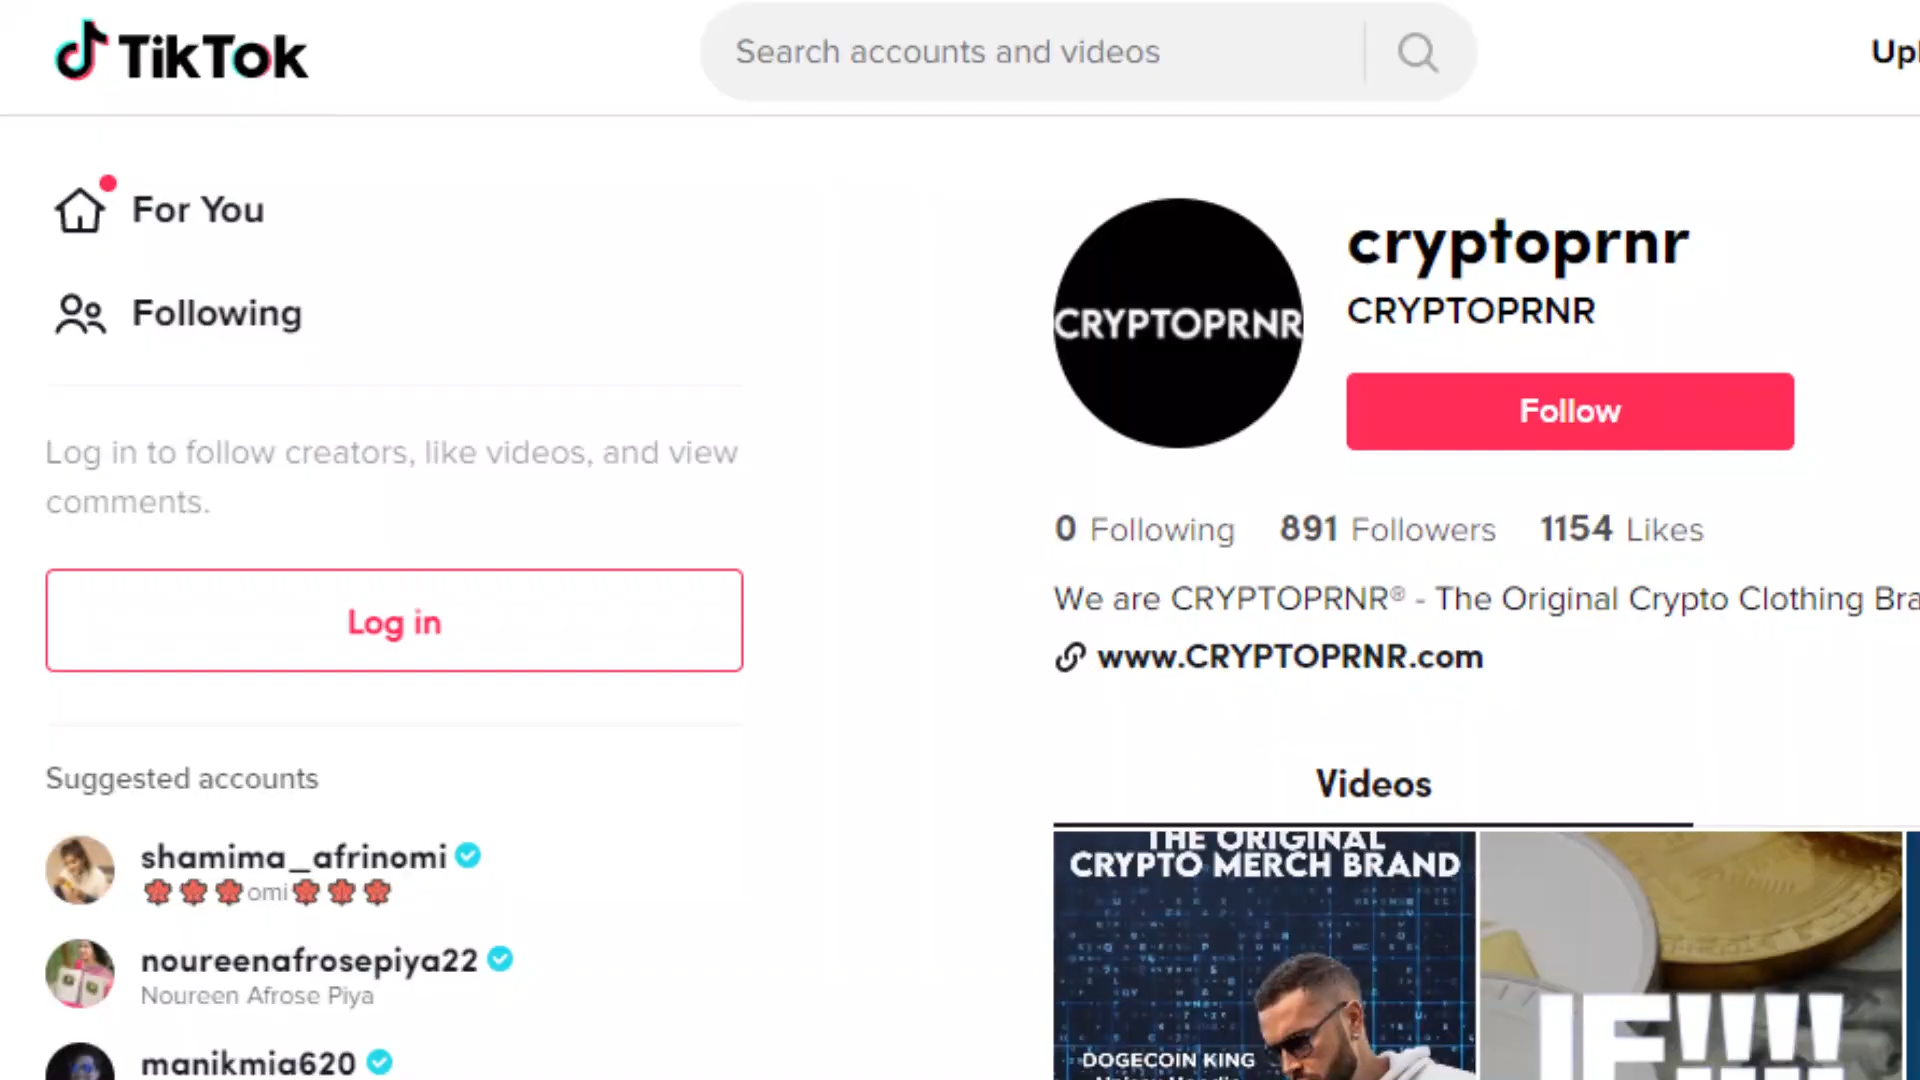 TikTok
Search accounts and videos
For You
Following
Log in to follow creators, like videos, and view
comments.
Log in
Suggested accounts
shamima_afrinomi
omi
noureenafrosepiya22
Noureen Afrose Piya
manikmia620
CRYPTOPRNR
cryptoprnr
CRYPTOPRNR
Follow
0 Following 891 Followers 1154 Likes
We are CRYPTOPRNR® - The Original Crypto Clothing Bra
www.CRYPTOPRNR.com
Videos
THE ORIGINAL
CRYPTO MERCH BRAND
DOGECOIN KING
IF!!!!